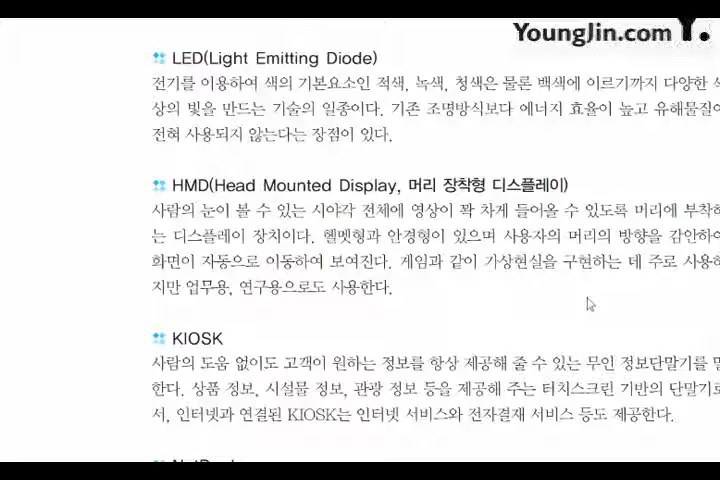 YoungJin.com Y.
LED(Light Emitting Diode)
전기를 이용하여 색의 기본요소인 적색, 녹색, 청색은 물론 백색에 이르기까지 다양한
상의 빛을 만드는 기술의 일종이다. 기존 조명방식보다 에너지 효율이 높고 유해물질이
전혀 사용되지 않는다는 장점이 있다.
HMD(Head Mounted Display, 머리 장착형 디스플레이)
사람의 눈이 볼 수 있는 시야각 전체에 영상이 꽉 차게 들어올 수 있도록 머리에 부착하
는 디스플레이 장치이다. 헬멧형과 안경형이 있으며 사용자의 머리의 방향을 감안하여
화면이 자동으로 이동하여 보여진다. 게임과 같이 가상현실을 구현하는 데 주로 사용하
지만 업무용, 연구용으로도 사용한다.
KIOSK
사람의 도움 없이도 고객이 원하는 정보를 항상 제공해 줄 수 있는 무인 정보단말기를 말
한다. 상품 정보, 시설물 정보, 관광 정보 등을 제공해 주는 터치스크린 기반의 단말기로
서, 인터넷과 연결된 KIOSK는 인터넷 서비스와 전자결재 서비스 등도 제공한다.